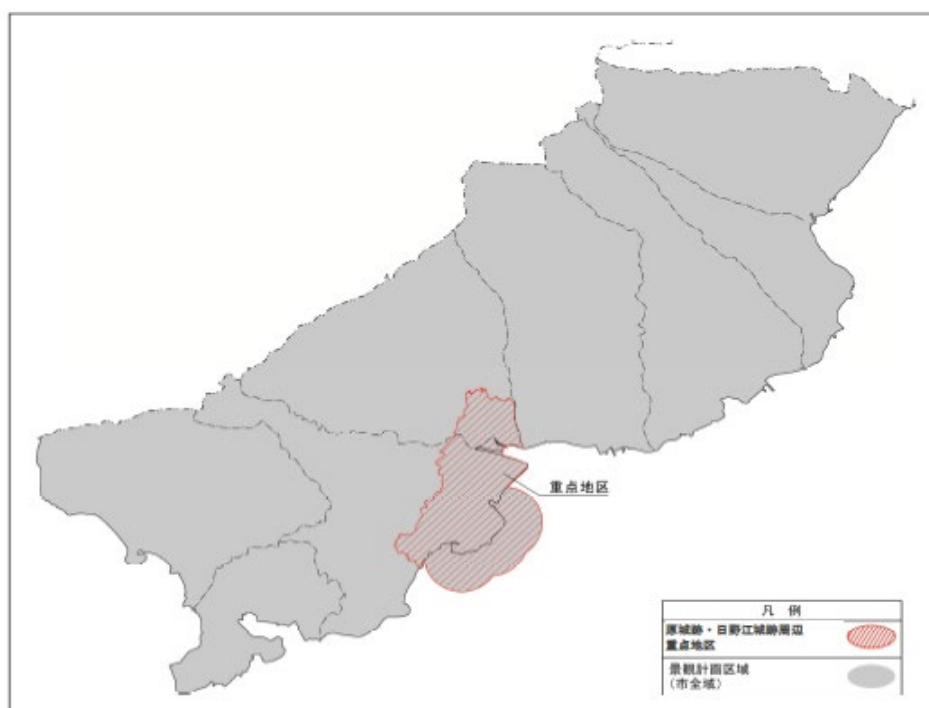 重点地区
凡　例
原城跡・日野江城跡周辺
重点地区
景観計画区域
(市全域)